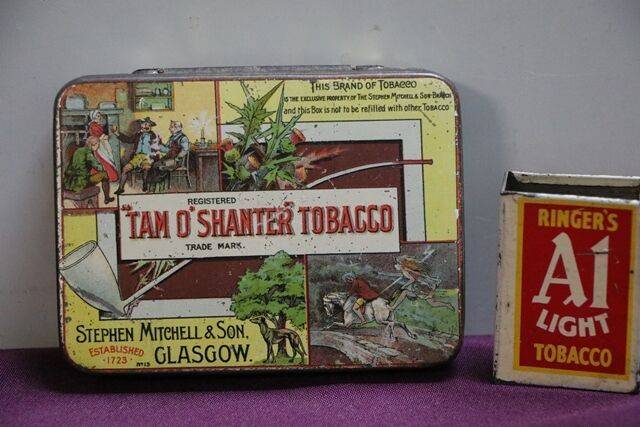 THIS BRAND OF TOBACCO
IS THE EXCLUSIVE PROPERTY OF THE STEPHEN MITCHELL & SON BRANCH
and this Box is not to be refilled with other TOBACCO
REGISTERED
"TAM O' SHANTER" TOBACCO
TRADE MARK.
STEPHEN MITCHELL & SON,
ESTABLISHED
· 1723 ·
Nº 15
GLASGOW.
RINGER'S
A1
LIGHT
TOBACCO